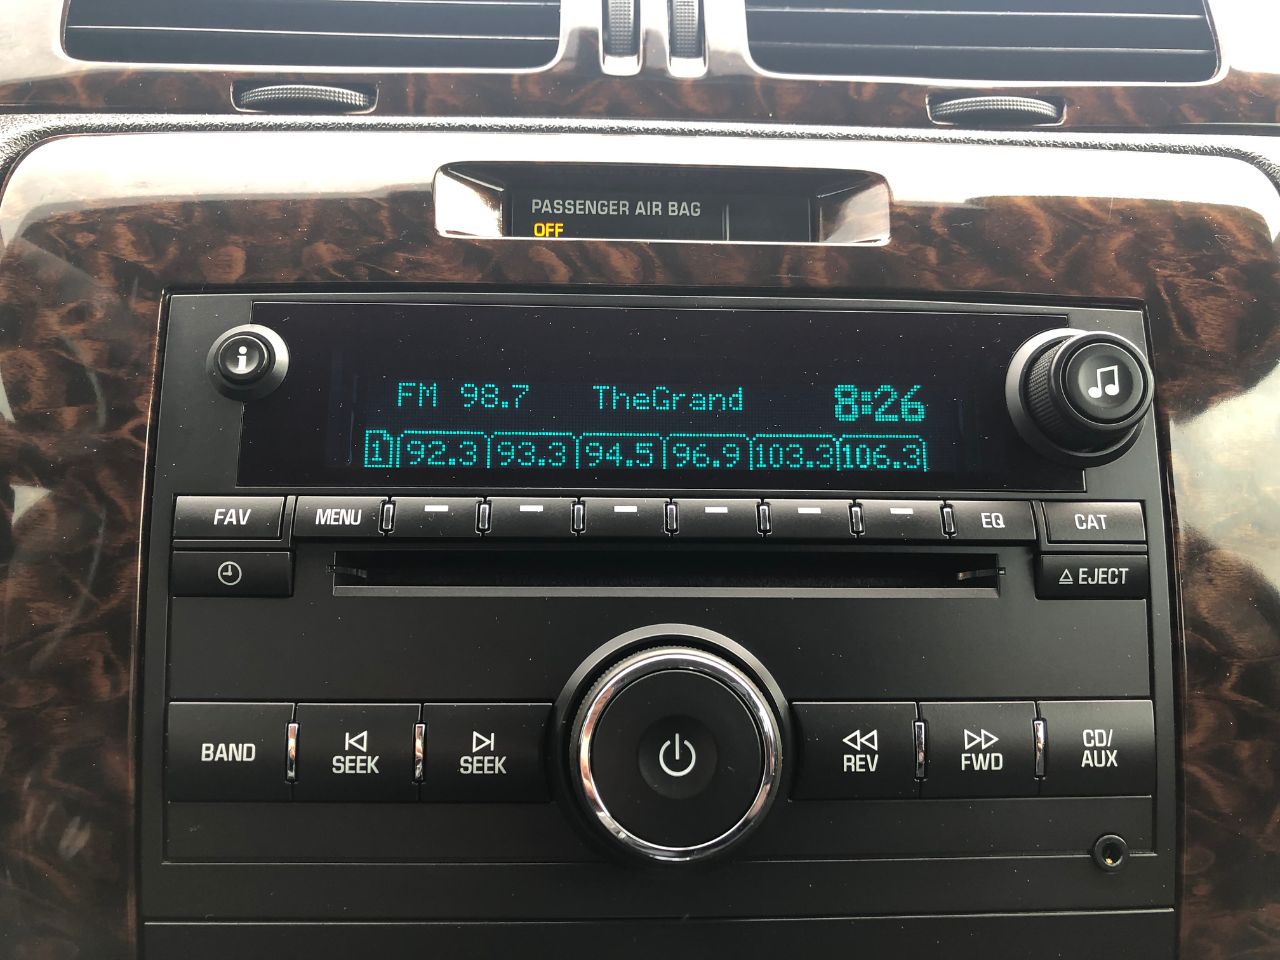 PASSENGER AIR BAG
OFF
i
FM 98.7 TheGrand 8:26
1 92.3 93.3 94.5 96.9 103.3 106.3
FAV MENU EQ CAT
EJECT
BAND SEEK SEEK REV FWD CD/
AUX